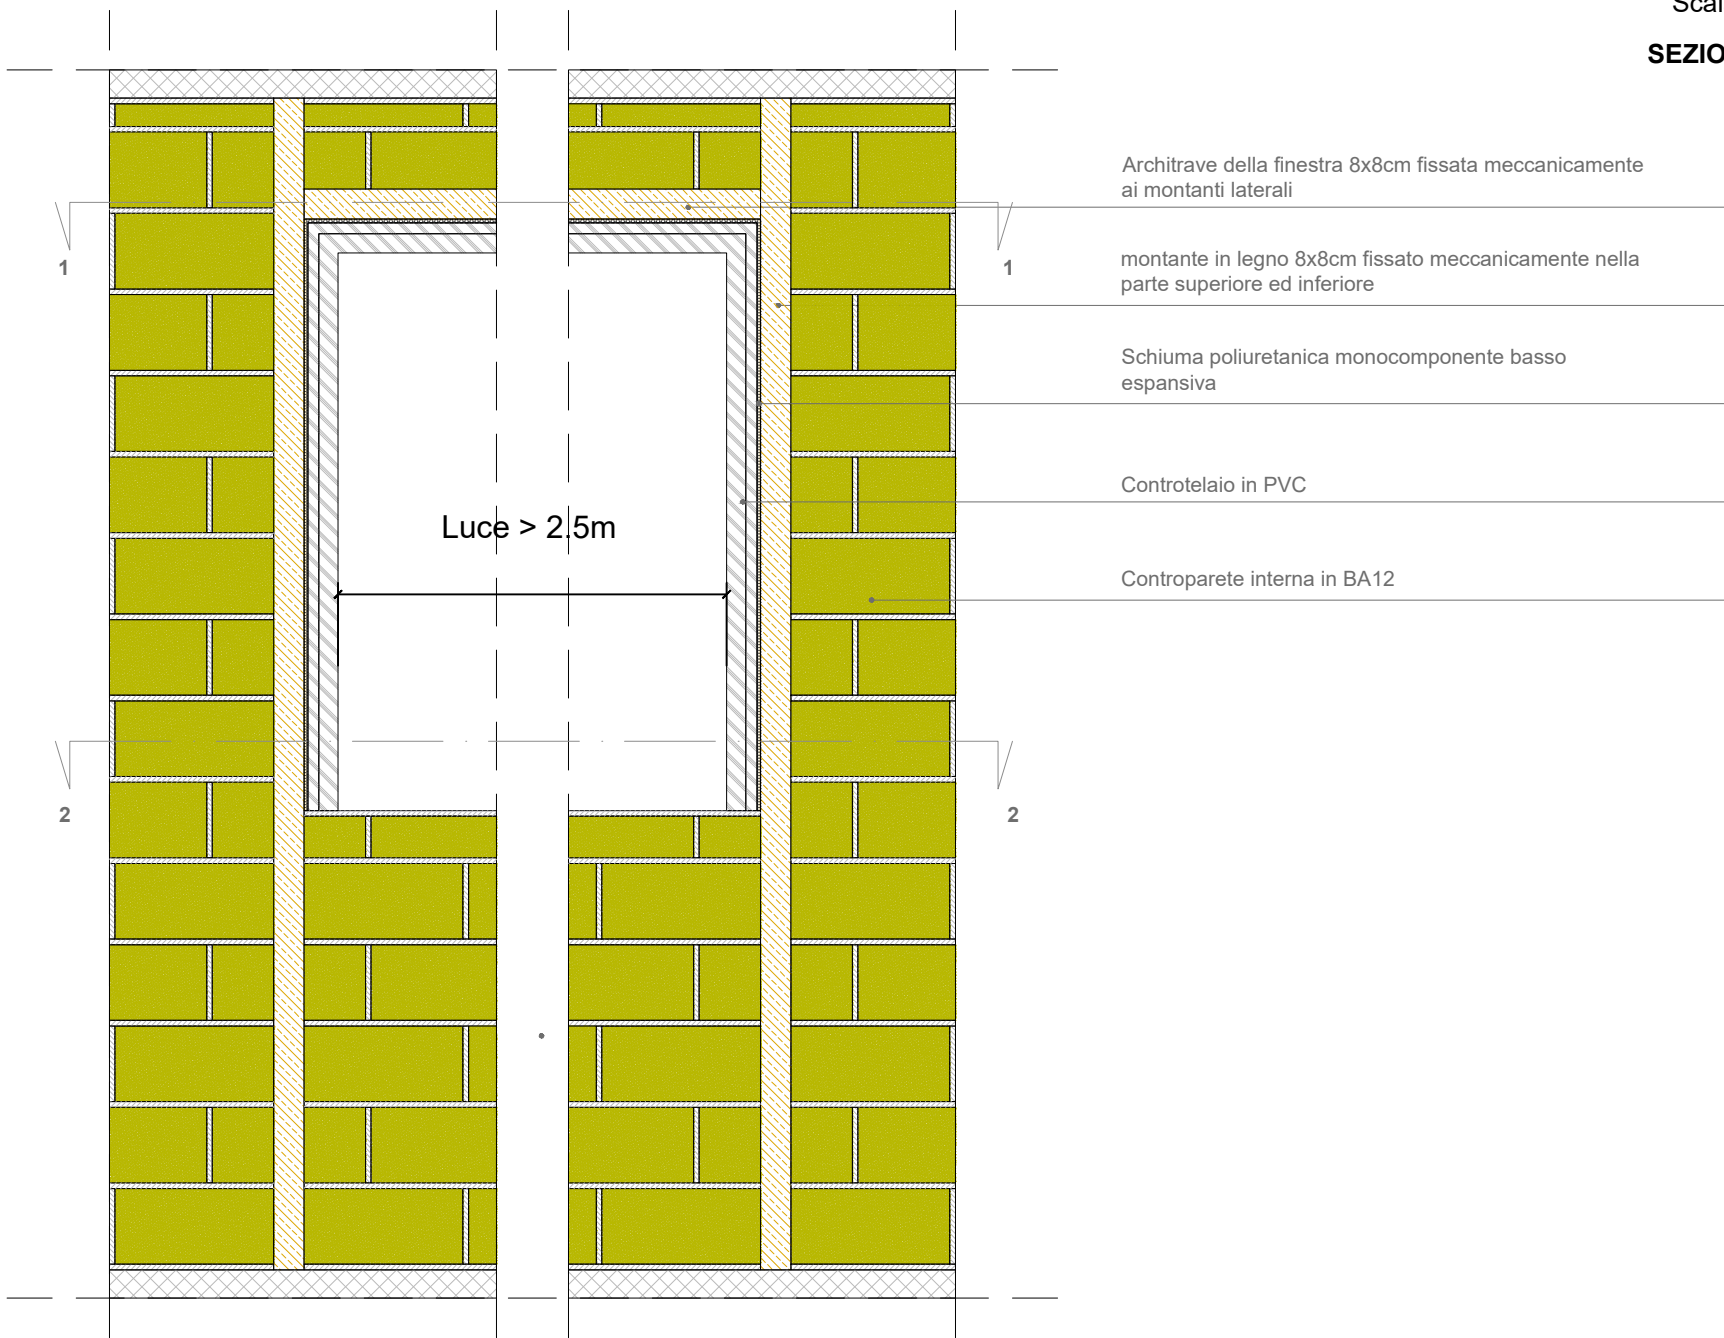 Architrave della finestra 8x8cm fissata meccanicamente
ai montanti laterali
1
1
montante in legno 8x8cm fissato meccanicamente nella
parte superiore ed inferiore
Schiuma poliuretanica monocomponente basso
espansiva
Controtelaio in PVC
Luce > 2.5m
Controparete interna in BA12
2
2